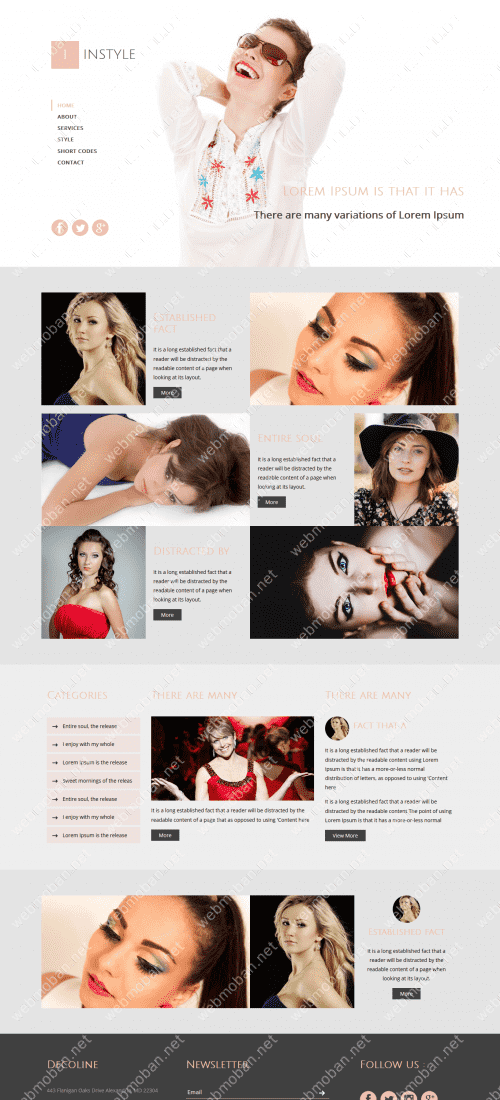 I INSTYLE
HOME
ABOUT
SERVICES
STYLE
SHORT CODES
CONTACT
LOREM IPSUM IS THAT IT HAS
There are many variations of Lorem Ipsum
ESTABLISHED
FACT
It is a long established fact that a
reader will be distracted by the
readable content of a page when
looking at its layout.
More
ENTIRE SOUL
It is a long established fact that a
reader will be distracted by the
readable content of a page when
looking at its layout.
More
DISTRACTED BY
It is a long established fact that a
reader will be distracted by the
readable content of a page when
looking at its layout.
More
CATEGORIES
→ Entire soul, the release
→ I enjoy with my whole
→ Lorem Ipsum is the release
→ Sweet mornings of the releas
→ Entire soul, the release
→ I enjoy with my whole
→ Lorem Ipsum is the release
THERE ARE MANY
It is a long established fact that a reader will be distracted by the
readable content of a page that as opposed to using 'Content here
More
THERE ARE MANY
FACT THAT A
It is a long established fact that a reader will be
distracted by the readable content using Lorem
Ipsum is that is has a more-or-less normal
distribution of letters, as opposed to using 'Content
here
It is a long established fact that a reader will be
distracted by the readable content The point of using
Lorem Ipsum is that it has a more-or-less normal
View More
ESTABLISHED FACT
It is a long established fact that a
reader will be distracted by the
readable content of a page when
looking at its layout.
More
DECOLINE
NEWSLETTER
FOLLOW US :
Email →
webmoban.net